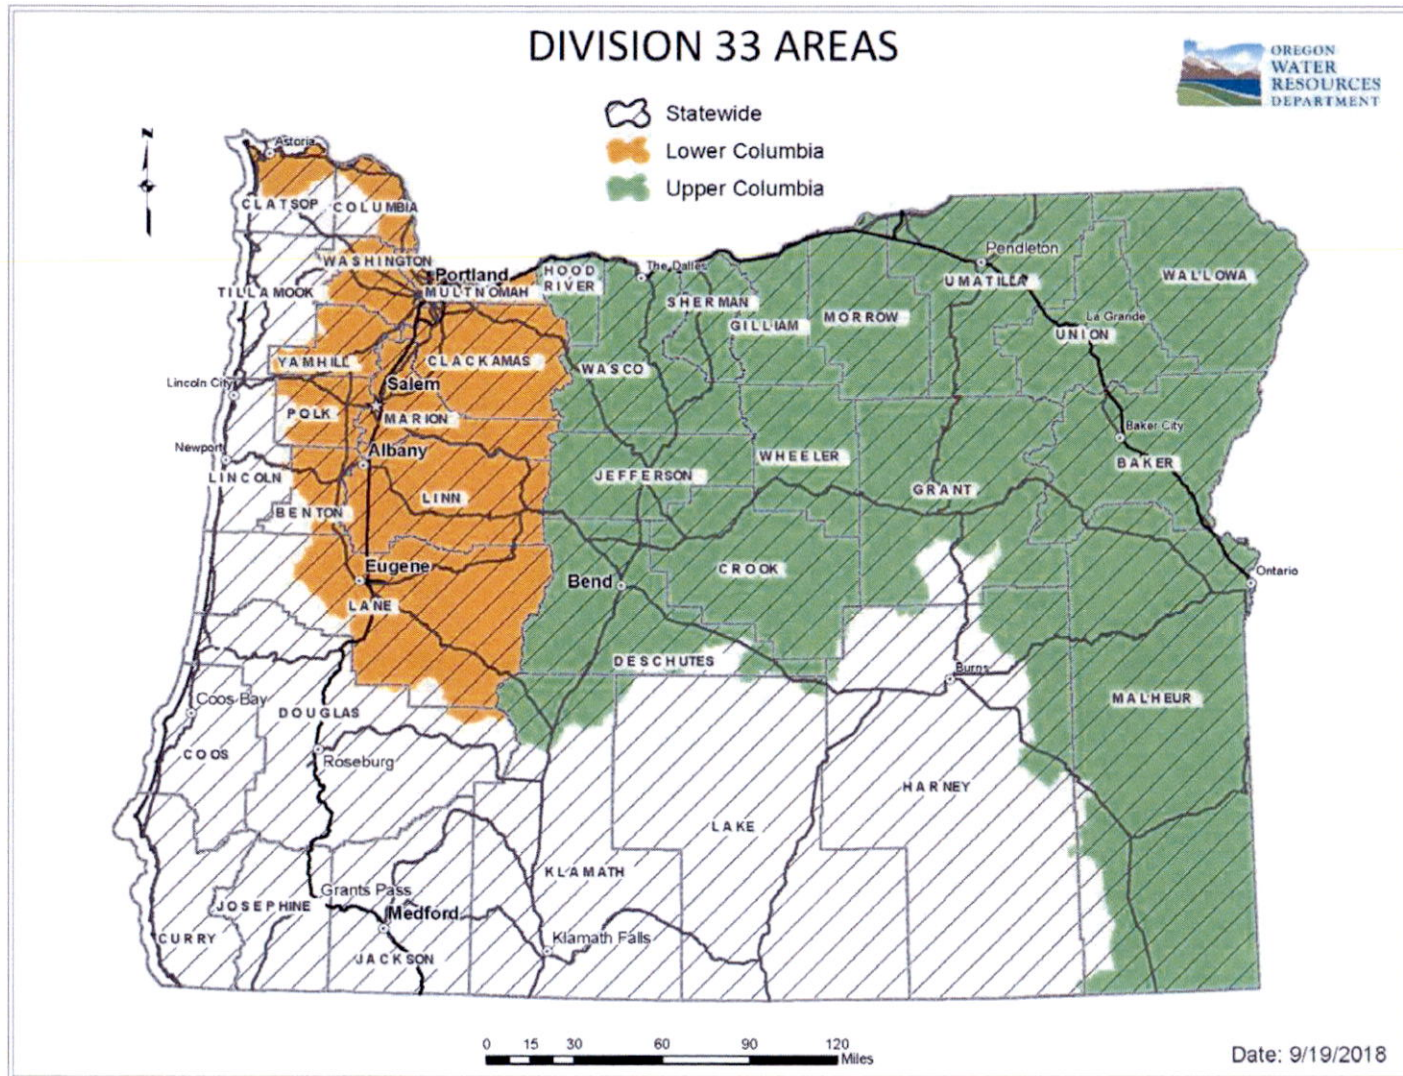 DIVISION 33 AREAS
OREGON
WATER
RESOURCES
DEPARTMENT
Statewide
Lower Columbia
Upper Columbia
N
Astoria
CLATSOP
COLUMBIA
WASHINGTON
Portland
MULTNOMAH
HOOD
RIVER
The Dalles
Pendleton
UMATILLA
WALLOWA
TILLAMOOK
SHERMAN
GILLIAM
MORROW
La Grande
UNION
YAMHILL
CLACKAMAS
WASCO
Lincoln City
Salem
POLK
MARION
Newport
Albany
WHEELER
Baker City
BAKER
LINCOLN
LINN
JEFFERSON
GRANT
BENTON
Eugene
Bend
CROOK
Ontario
LANE
DESCHUTES
Burns
MALHEUR
Coos Bay
DOUGLAS
COOS
Roseburg
HARNEY
LAKE
KLAMATH
Grants Pass
JOSEPHINE
Medford
CURRY
Klamath Falls
JACKSON
0 15 30 60 90 120
Miles
Date: 9/19/2018